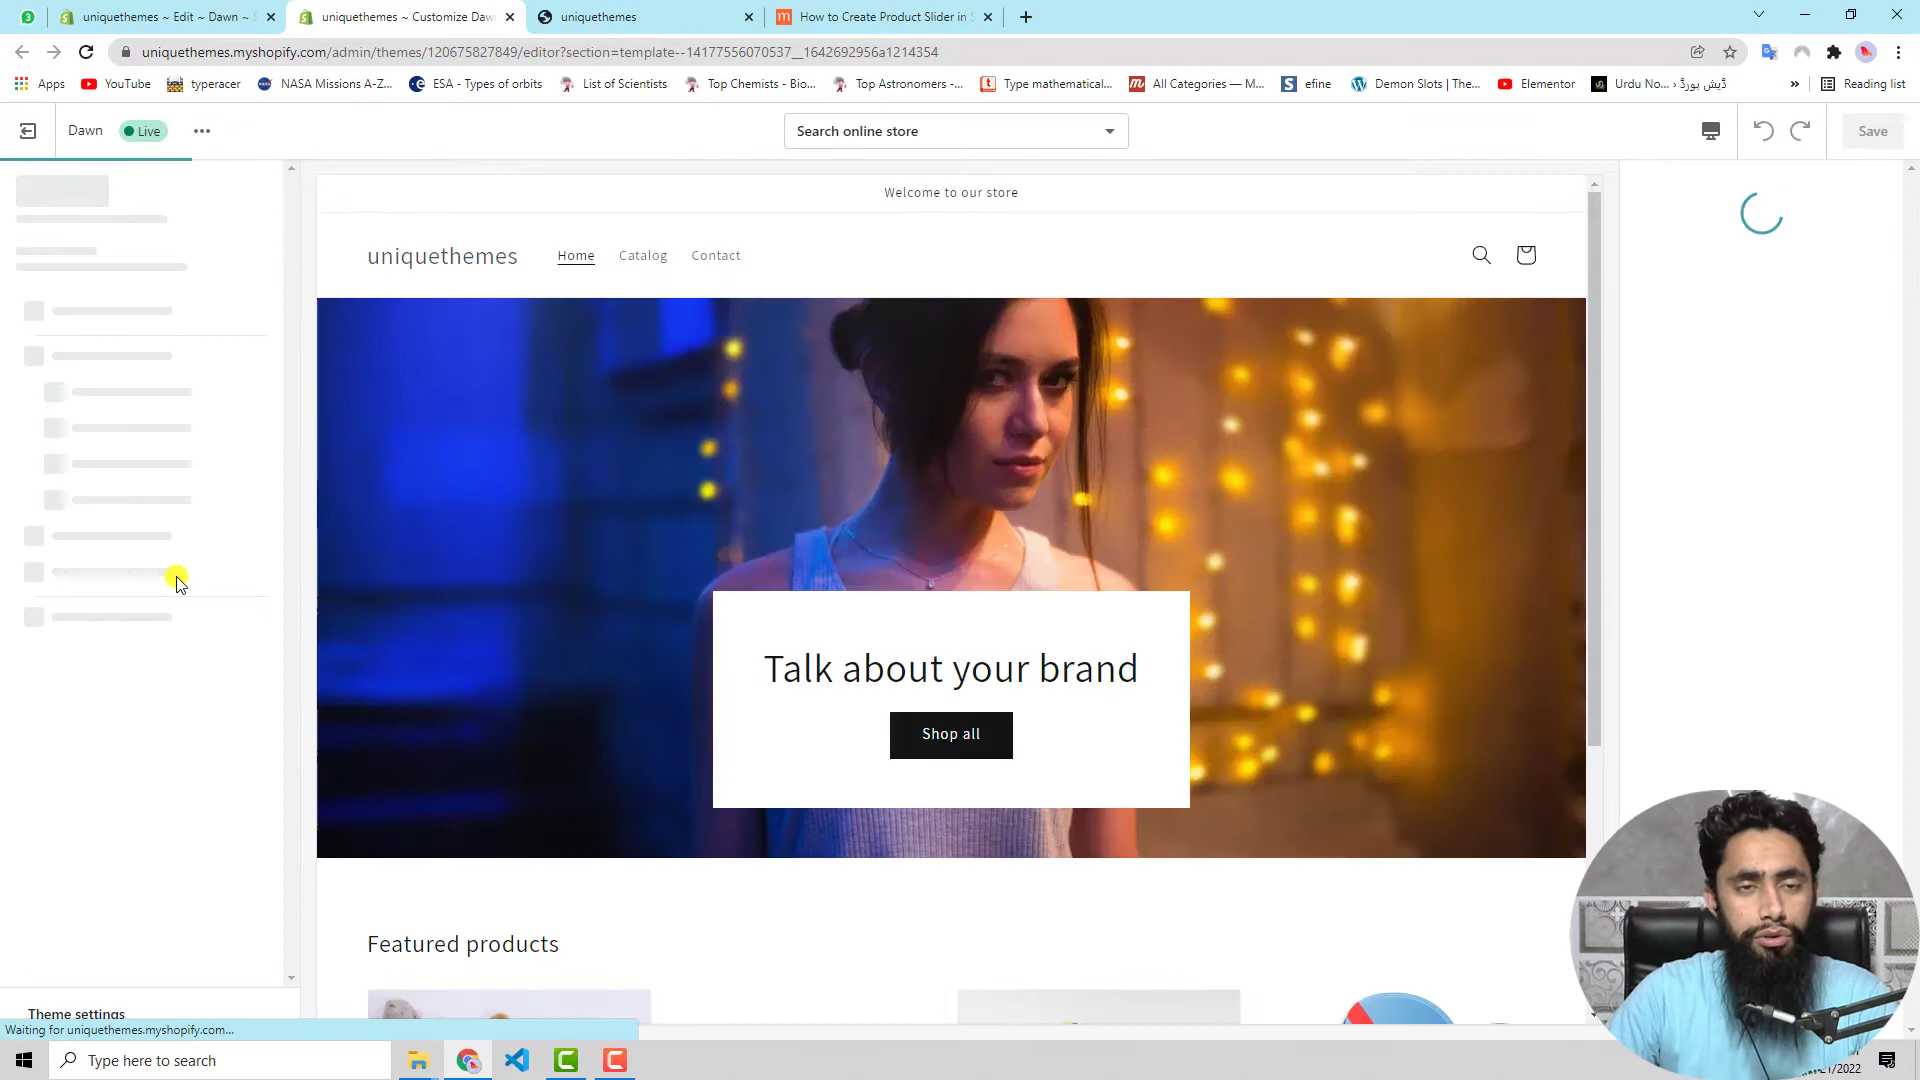 3
uniquethemes ~ Edit ~ Dawn ~ S
uniquethemes ~ Customize Dawn
uniquethemes
How to Create Product Slider in S
uniquethemes.myshopify.com/admin/themes/120675827849/editor?section=template--14177556070537__1642692956a1214354
Apps
YouTube
typeracer
NASA Missions A-Z...
ESA - Types of orbits
List of Scientists
Top Chemists - Bio...
Top Astronomers -...
Type mathematical...
All Categories — M...
efine
Demon Slots | The...
Elementor
Urdu No... › ڈیش بورڈ
»
Reading list
Dawn
Live
Search online store
Save
Welcome to our store
uniquethemes
Home
Catalog
Contact
Talk about your brand
Shop all
Featured products
Theme settings
Waiting for uniquethemes.myshopify.com...
Type here to search